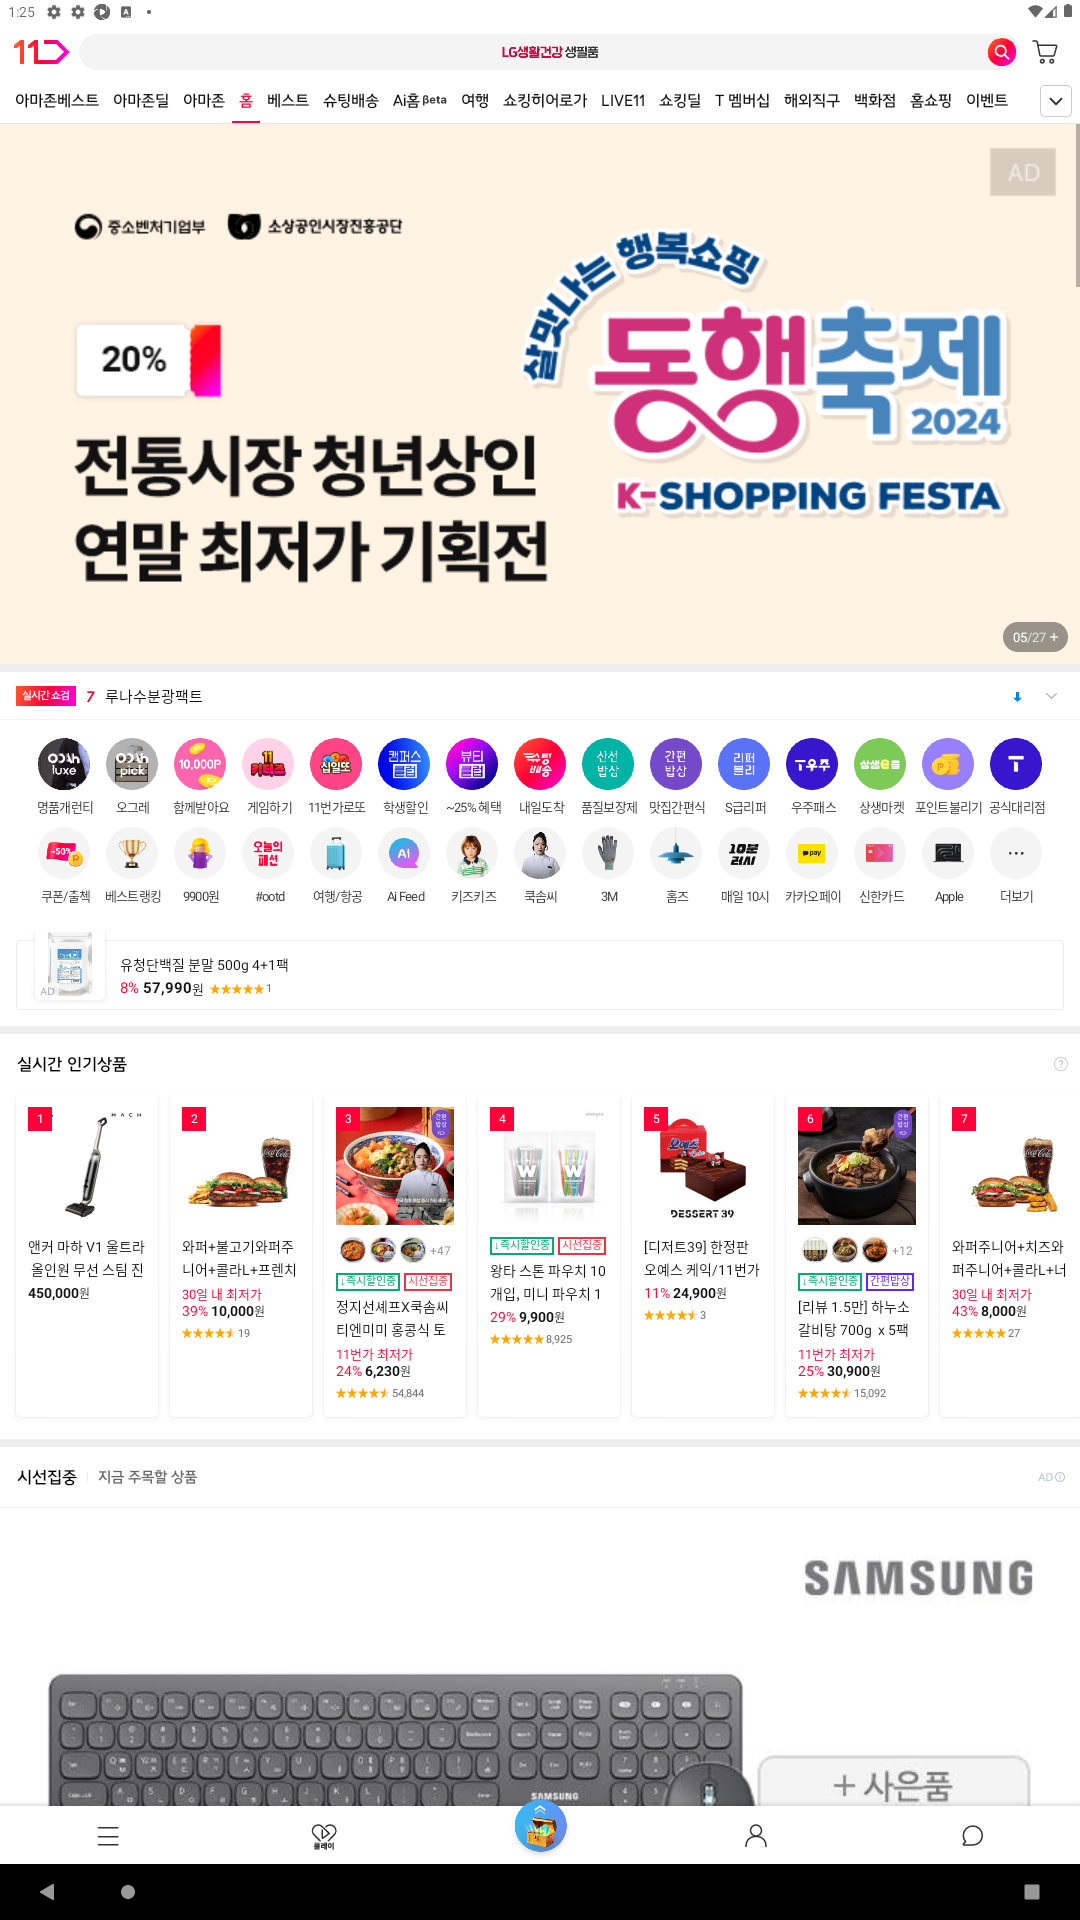 1:25
11
LG생활건강 생필품
아마존베스트 아마존딜 아마존 홈 베스트 슈팅배송 Ai홈 Beta 여행 쇼킹히어로가 LIVE11 쇼킹딜 T 멤버십 해외직구 백화점 홈쇼핑 이벤트
AD
중소벤처기업부 소상공인시장진흥공단
살맛나는 행복쇼핑
동행축제
2024
K-SHOPPING FESTA
20%
전통시장 청년상인
연말 최저가 기획전
05/27 +
실시간 쇼검 7 루나수분광팩트
명품개런티 오그레 함께받아요 게임하기 11번가로또 학생할인 ~25% 혜택 내일도착 품질보장제 맛집간편식 S급리퍼 우주패스 상생마켓 포인트불리기 공식대리점
쿠폰/출첵 베스트랭킹 9900원 #ootd 여행/항공 Ai Feed 키즈키즈 쿡솜씨 3M 홈즈 매일 10시 카카오페이 신한카드 Apple 더보기
유청단백질 분말 500g 4+1팩
AD
8% 57,990원 ★★★★★ 1
실시간 인기상품
1
MACH
앤커 마하 V1 울트라
올인원 무선 스팀 진
450,000원
2
와퍼+불고기와퍼주
니어+콜라L+프렌치
30일 내 최저가
39% 10,000원
19
3
간편밥상
+47
↓즉시할인중 시선집중
정지선셰프X쿡솜씨
티엔미미 홍콩식 토
11번가 최저가
24% 6,230원
54,844
4
↓즉시할인중 시선집중
왕타 스톤 파우치 10
개입, 미니 파우치 1
29% 9,900원
8,925
5
DESSERT 39
[디저트39] 한정판
오예스 케익/11번가
11% 24,900원
3
6
간편밥상
+12
↓즉시할인중 간편밥상
[리뷰 1.5만] 하누소
갈비탕 700g x 5팩
11번가 최저가
25% 30,900원
15,092
7
와퍼주니어+치즈와
퍼주니어+콜라L+너
30일 내 최저가
43% 8,000원
27
시선집중 지금 주목할 상품
AD
SAMSUNG
SAMSUNG
+ 사은품
플레이